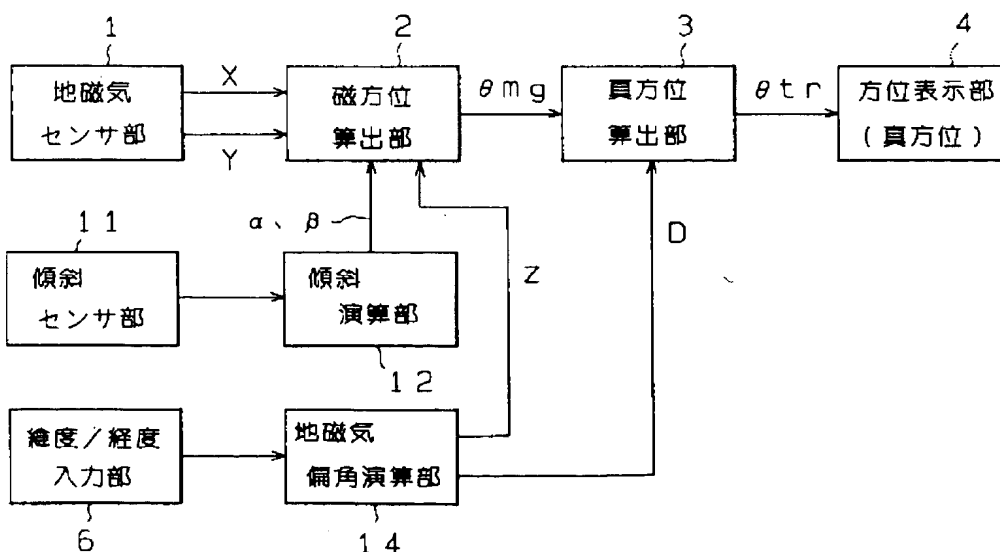 1
地磁気
センサ部
X
Y
2
磁方位
算出部
θmg
3
真方位
算出部
θtr
4
方位表示部
(真方位)
11
傾斜
センサ部
α、β
傾斜
演算部
12
Z
D
緯度/経度
入力部
6
地磁気
偏角演算部
14